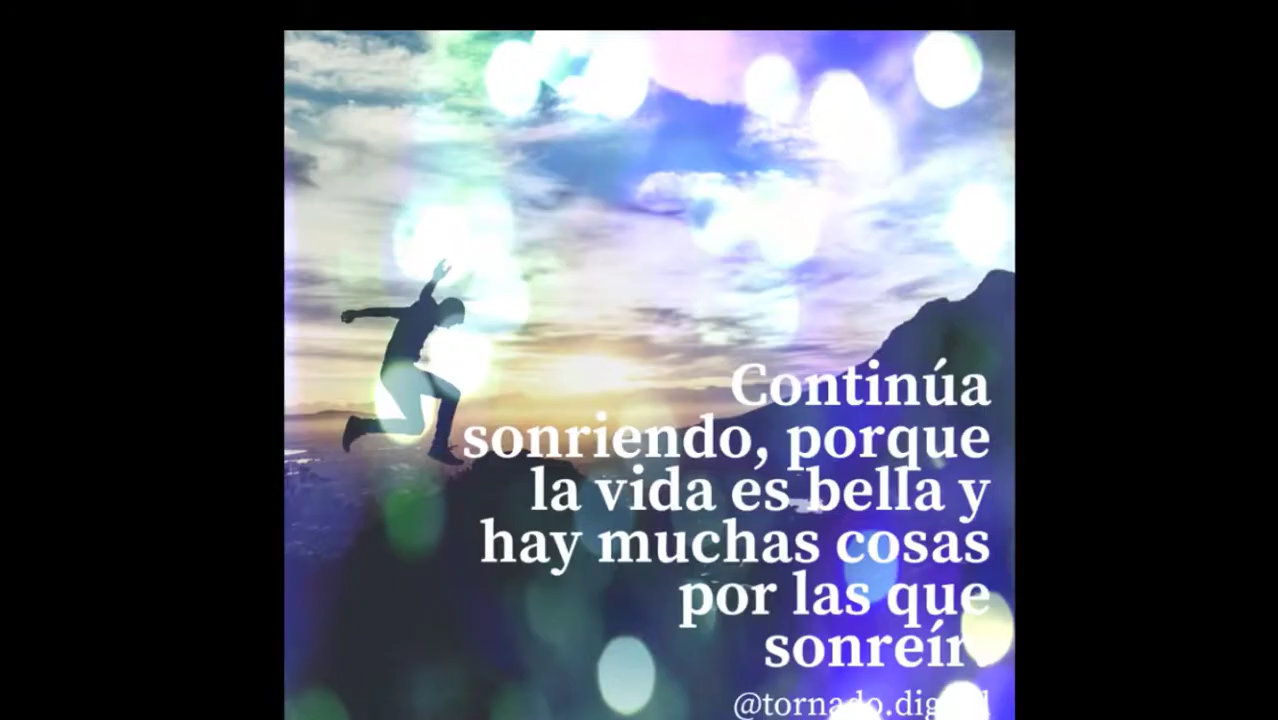 Continúa
sonriendo, porque
la vida es bella y
hay muchas cosas
por las que
sonreír.